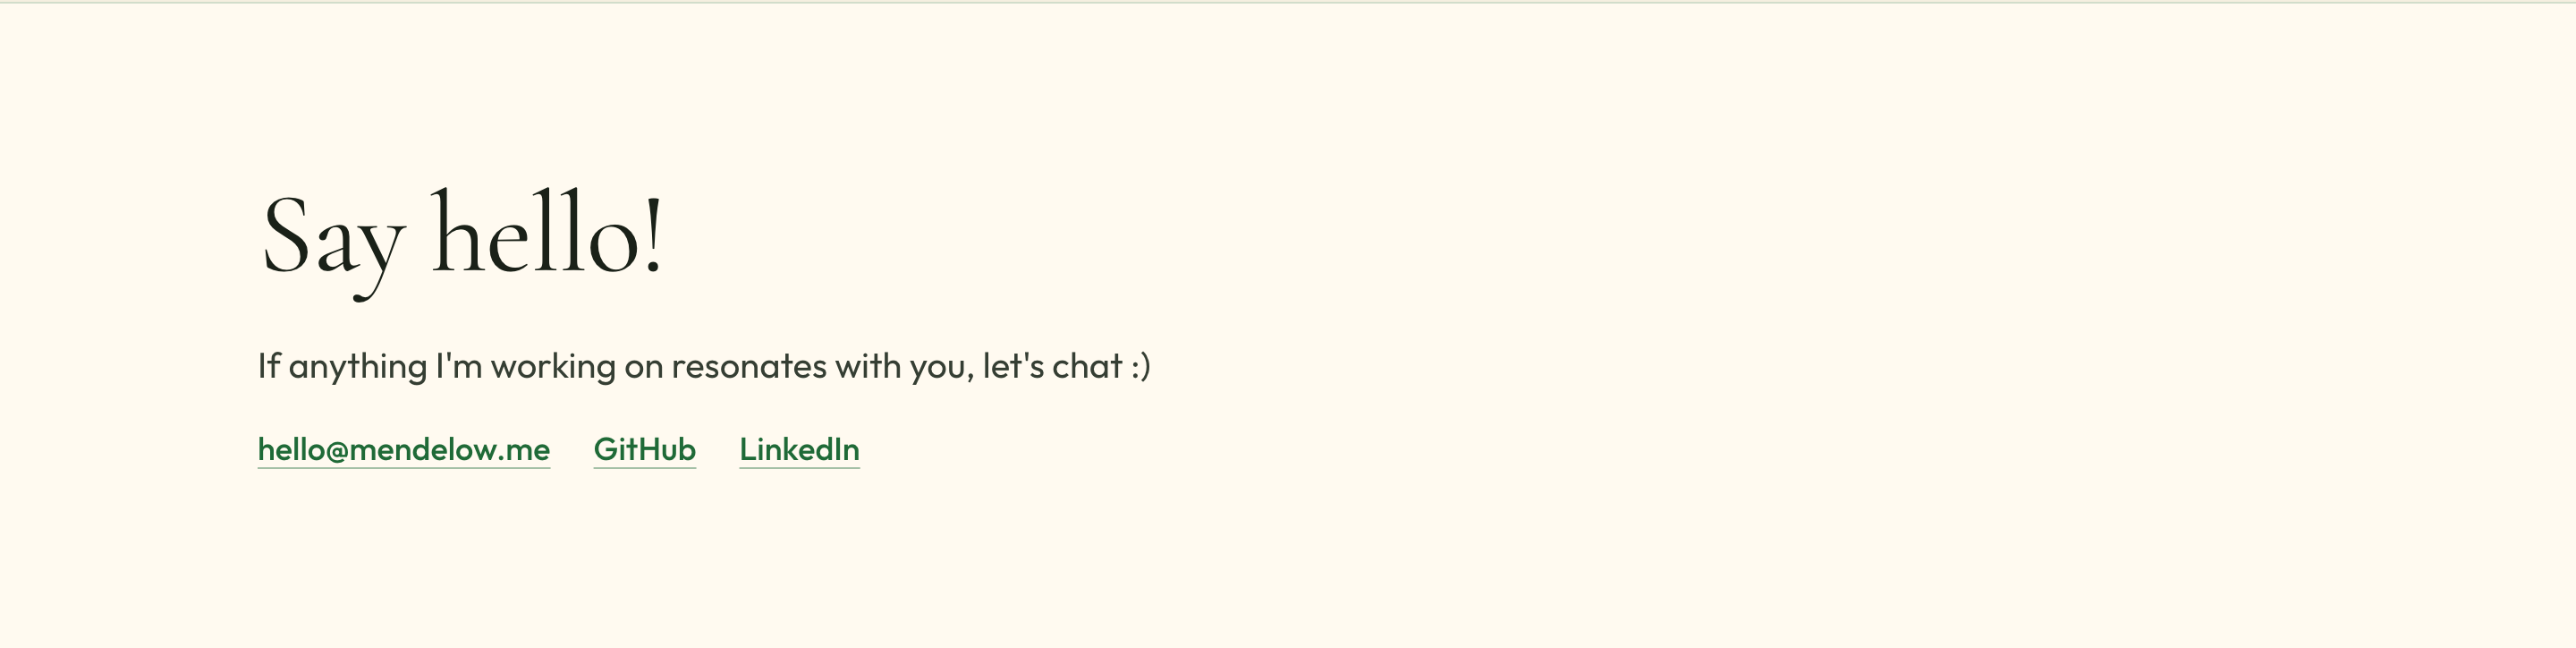 Say hello!
If anything I'm working on resonates with you, let's chat :)
hello@mendelow.me GitHub LinkedIn